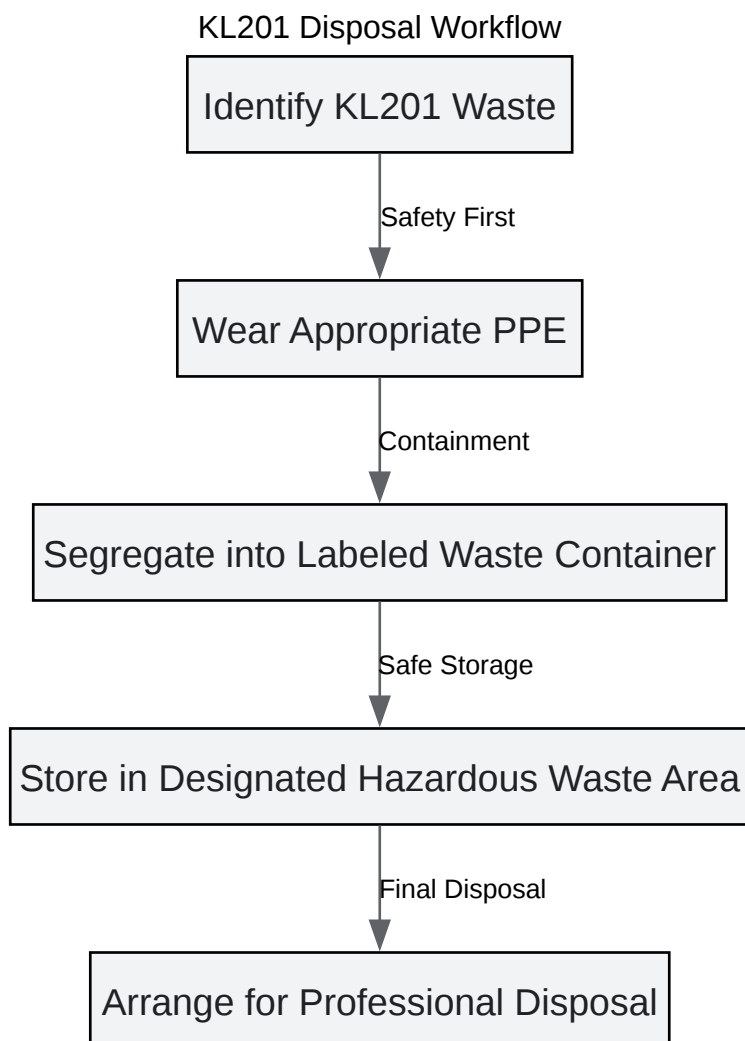 KL201 Disposal Workflow
Identify KL201 Waste
Safety First
Wear Appropriate PPE
Containment
Segregate into Labeled Waste Container
Safe Storage
Store in Designated Hazardous Waste Area
Final Disposal
Arrange for Professional Disposal